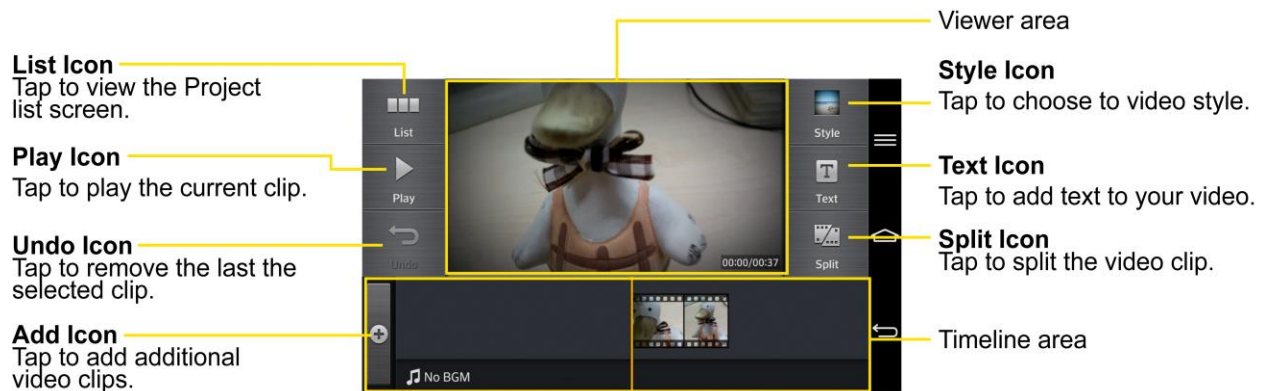 List Icon
Tap to view the Project
list screen.
Play Icon
Tap to play the current clip.
Undo Icon
Tap to remove the last the
selected clip.
Add Icon
Tap to add additional
video clips.
List
Play
Undo
00:00/00:37
No BGM
Style
Text
Split
Viewer area
Style Icon
Tap to choose to video style.
Text Icon
Tap to add text to your video.
Split Icon
Tap to split the video clip.
Timeline area